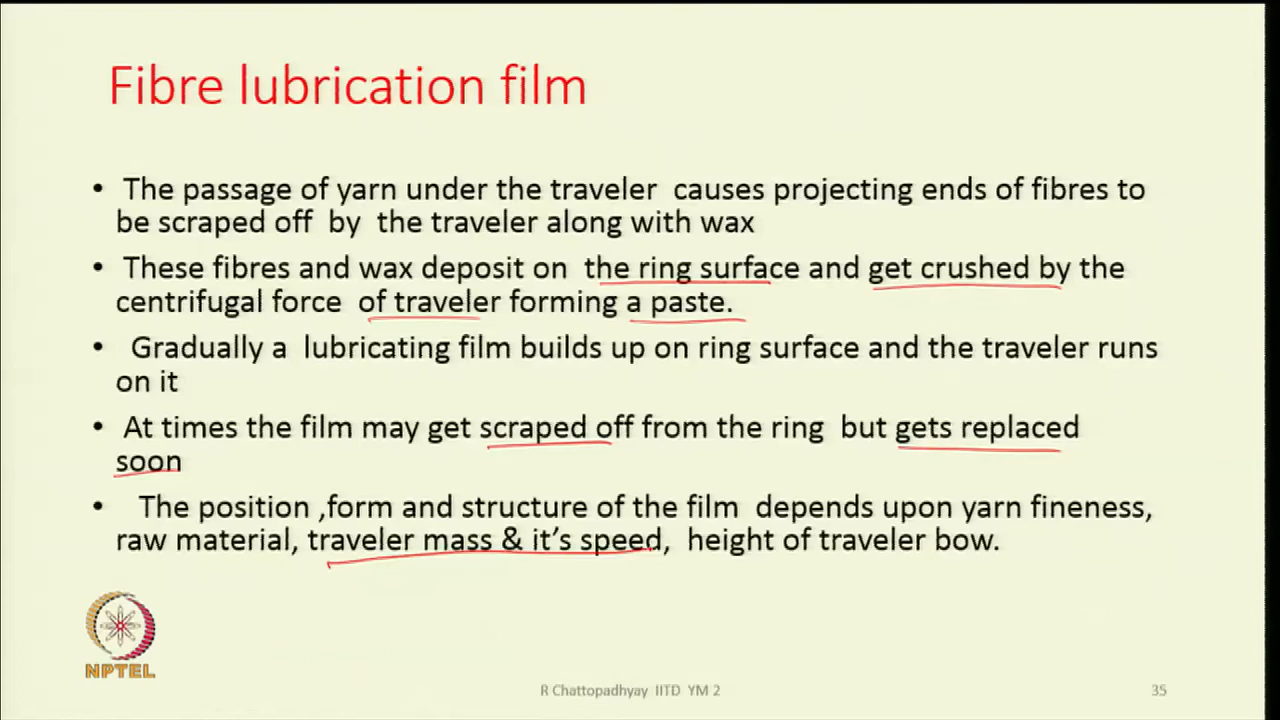 Fibre lubrication film
• The passage of yarn under the traveler causes projecting ends of fibres to
be scraped off by the traveler along with wax
• These fibres and wax deposit on the ring surface and get crushed by the
centrifugal force of traveler forming a paste.
• Gradually a lubricating film builds up on ring surface and the traveler runs
on it
• At times the film may get scraped off from the ring but gets replaced
soon
• The position ,form and structure of the film depends upon yarn fineness,
raw material, traveler mass & it's speed, height of traveler bow.
NPTEL
R Chattopadhyay IITD YM 2
35